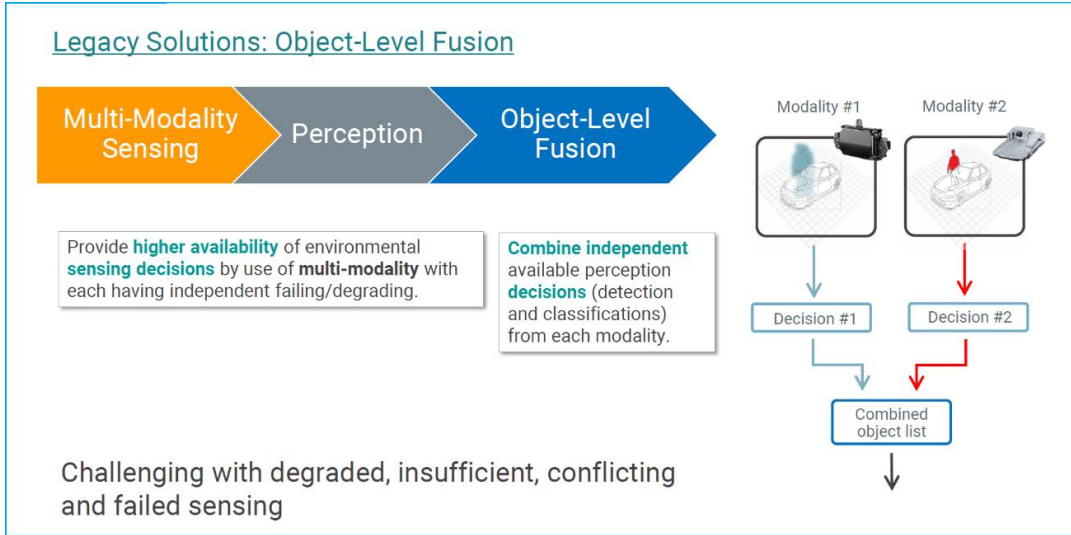 Legacy Solutions: Object-Level Fusion
Multi-Modality
Sensing
Perception
Object-Level
Fusion
Modality #1
Modality #2
Provide higher availability of environmental
sensing decisions by use of multi-modality with
each having independent failing/degrading.
Combine independent
available perception
decisions (detection
and classifications)
from each modality.
Decision #1
Decision #2
Combined
object list
Challenging with degraded, insufficient, conflicting
and failed sensing